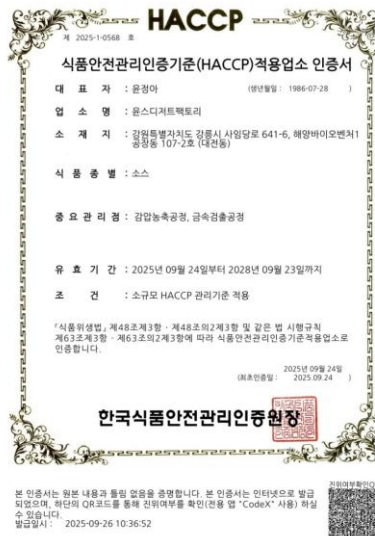 HACCP
제 2025-1-0568 호
식품안전관리인증기준(HACCP)적용업소 인증서
대 표 자 : 윤정아 (생년월일 : 1986-07-28 )
업 소 명 : 윤스디저트팩토리
소 재 지 : 강원특별자치도 강릉시 사임당로 641-6, 해양바이오벤처1
공장동 107-2호 (대전동)
식 품 종 별 : 소스
중 요 관 리 점 : 감압농축공정, 금속검출공정
유 효 기 간 : 2025년 09월 24일부터 2028년 09월 23일까지
조 건 : 소규모 HACCP 관리기준 적용
「식품위생법」 제48조제3항ㆍ제48조의2제3항 및 같은 법 시행규칙
제63조제3항ㆍ제63조의2제3항에 따라 식품안전관리인증기준적용업소로
인증합니다.
2025년 09월 24일
(최초인증일 : 2025.09.24 )
한국식품안전관리인증원장
진위여부확인Q
본 인증서는 원본 내용과 틀림 없음을 증명합니다. 본 인증서는 인터넷으로 발급
되었으며, 하단의 QR코드를 통해 진위여부를 확인(전용 앱 "CodeX" 사용) 하실
수 있습니다.
발급일시 : 2025-09-26 10:36:52